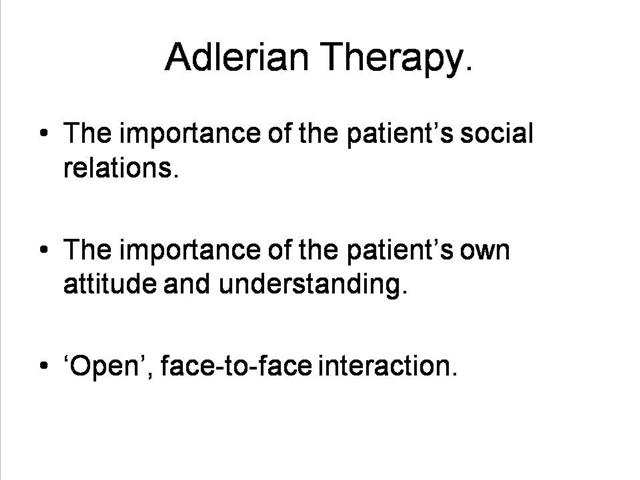 Adlerian Therapy.
• The importance of the patient’s social
relations.
• The importance of the patient’s own
attitude and understanding.
• ‘Open’, face-to-face interaction.